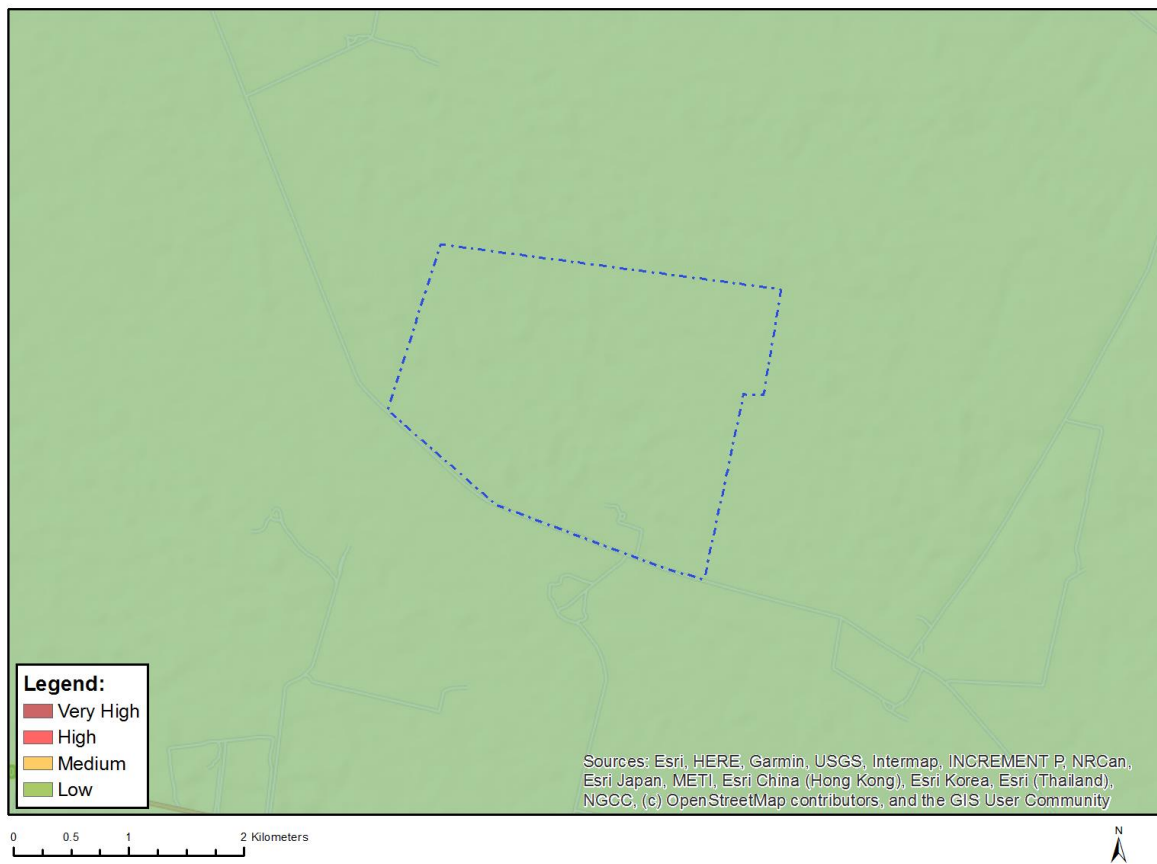 Legend:
Very High
High
Medium
Low
Sources: Esri, HERE, Garmin, USGS, Intermap, INCREMENT P, NRCan,
Esri Japan, METI, Esri China (Hong Kong), Esri Korea, Esri (Thailand),
NGCC, (c) OpenStreetMap contributors, and the GIS User Community
0 0.5 1 2 Kilometers
N